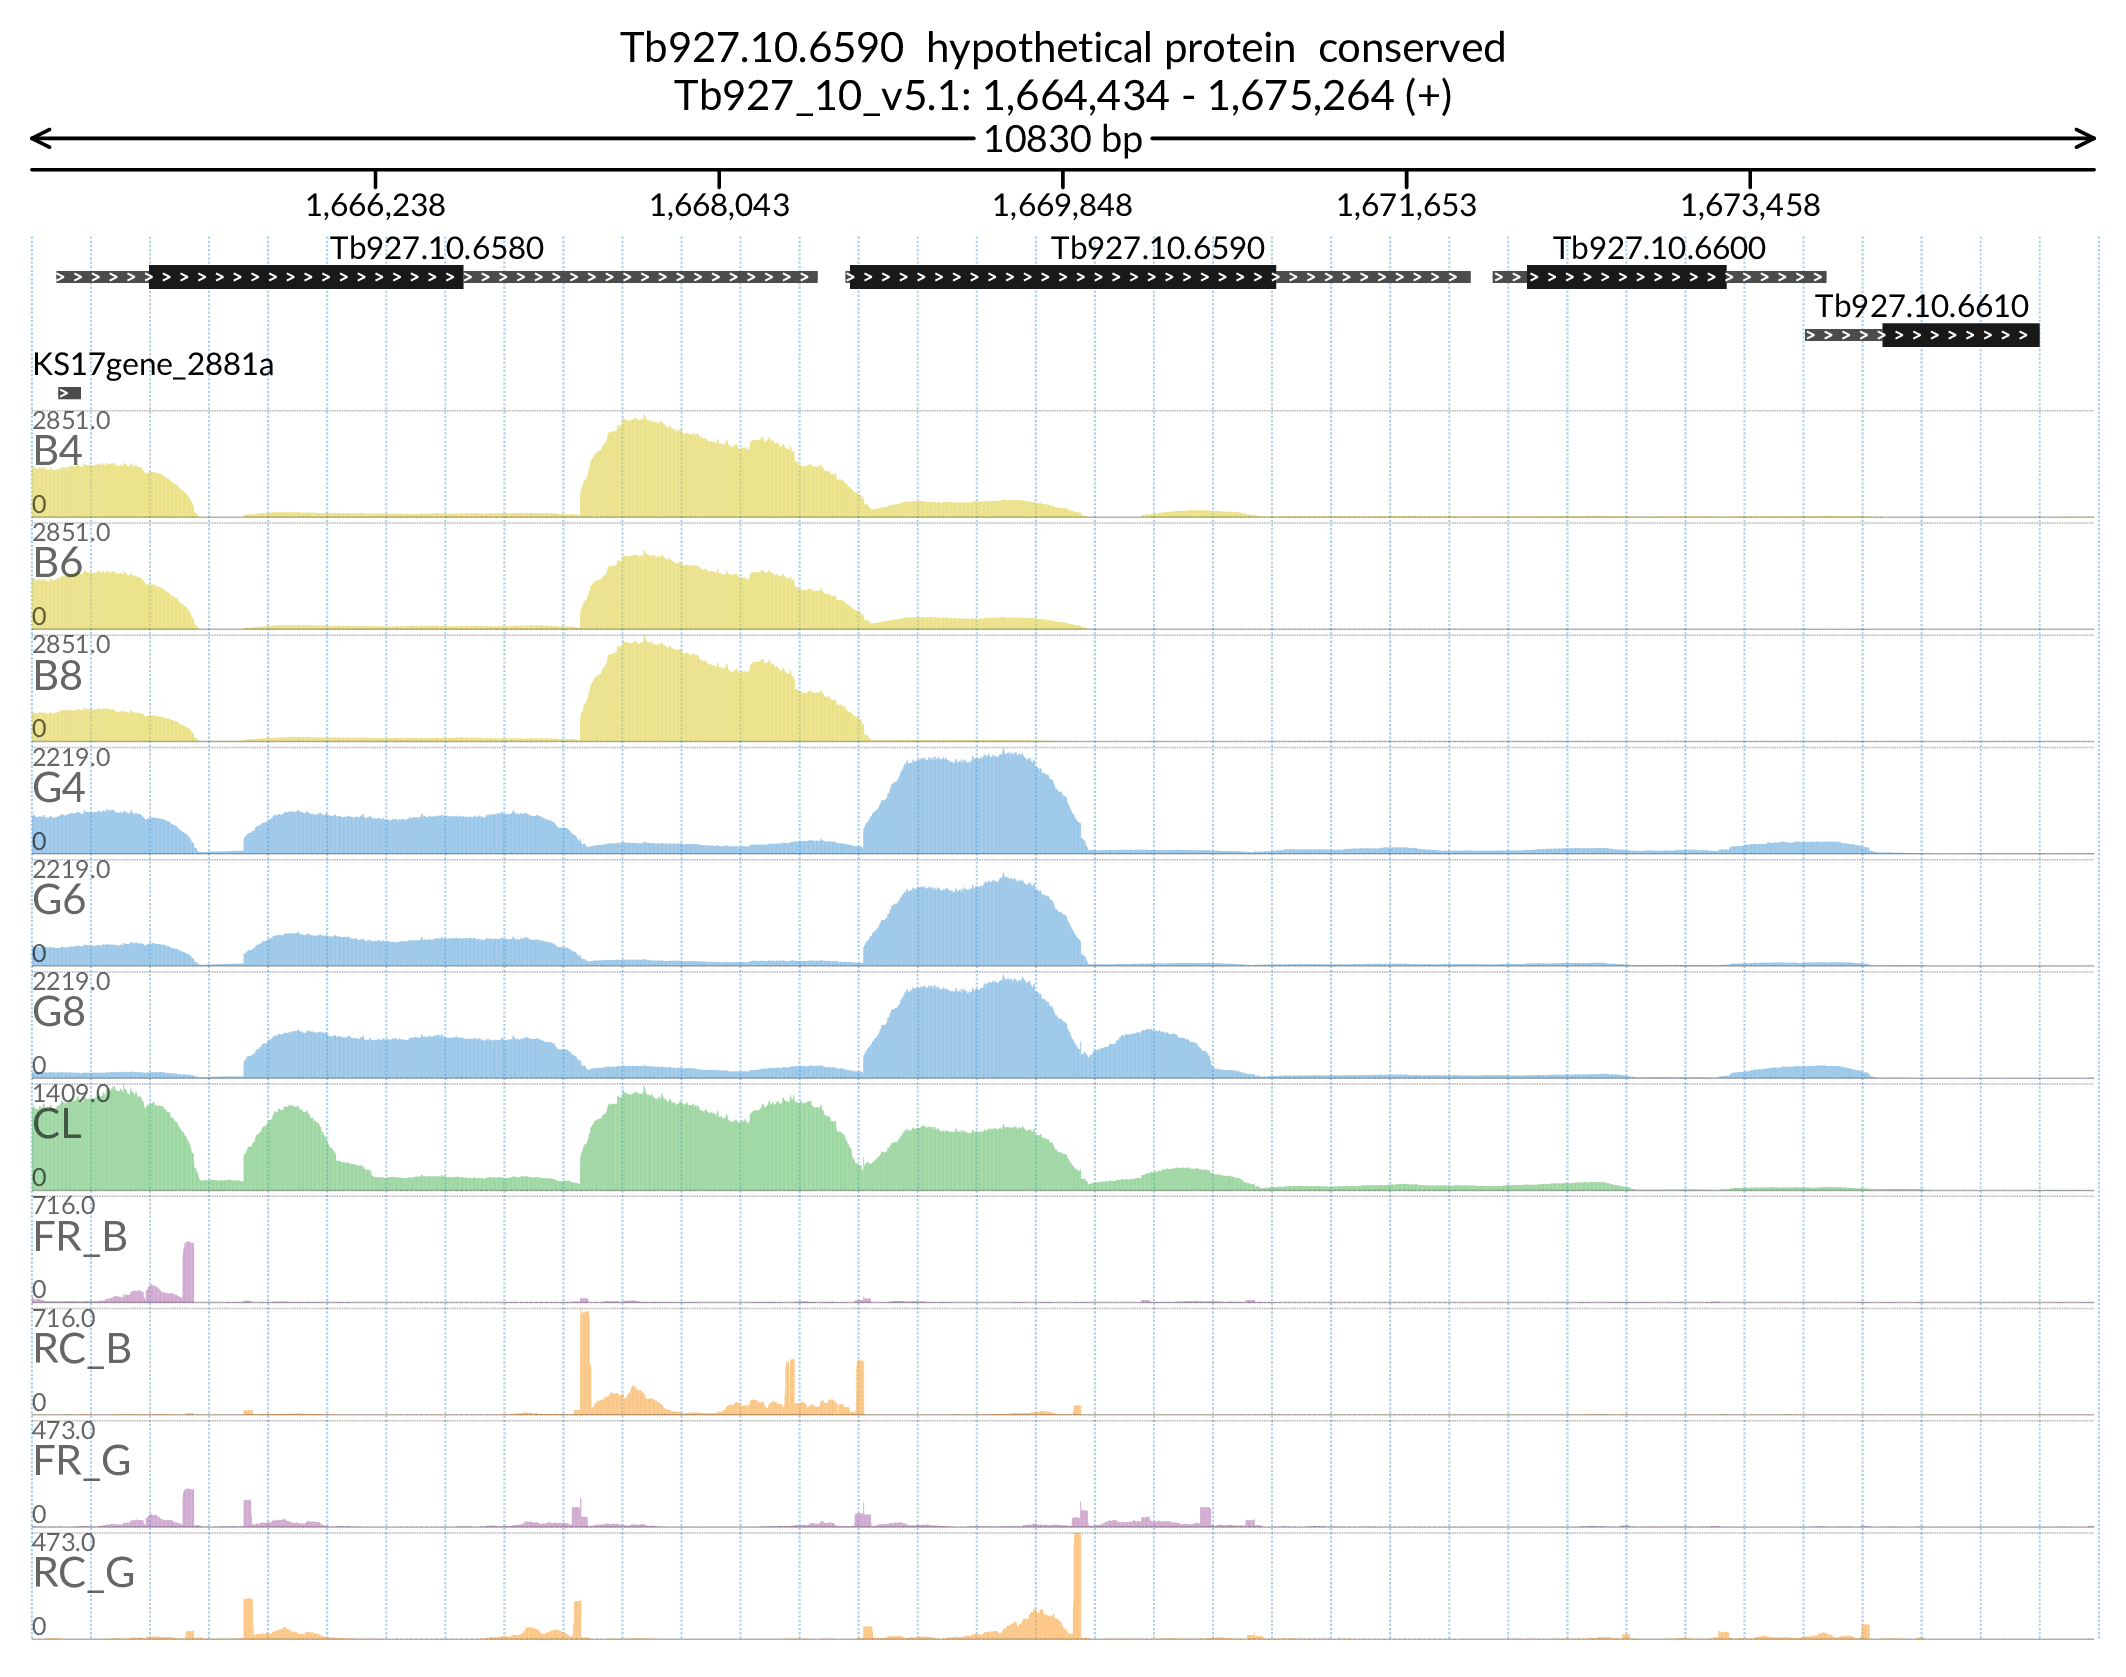 Tb927.10.6590  hypothetical protein  conserved
Tb927_10_v5.1: 1,664,434 - 1,675,264 (+)
10830 bp
1,666,238 1,668,043 1,669,848 1,671,653 1,673,458
Tb927.10.6580 Tb927.10.6590 Tb927.10.6600
Tb927.10.6610
KS17gene_2881a
2851.0
B4
0
2851.0
B6
0
2851.0
B8
0
2219.0
G4
0
2219.0
G6
0
2219.0
G8
0
1409.0
CL
0
716.0
FR_B
0
716.0
RC_B
0
473.0
FR_G
0
473.0
RC_G
0